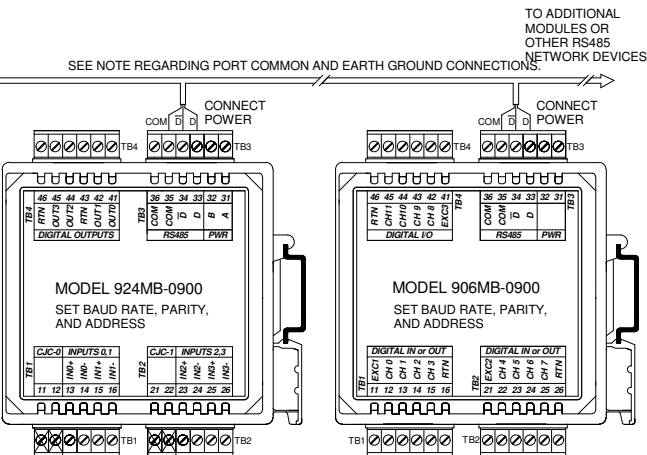 TO ADDITIONAL
MODULES OR
OTHER RS485
NETWORK DEVICES
SEE NOTE REGARDING PORT COMMON AND EARTH GROUND CONNECTIONS.
COM D D
CONNECT
POWER
COM D D
CONNECT
POWER
TB4
TB3
TB4
TB3
46 45 44 43 42 41
TB4
RTN OUT3 OUT2 RTN OUT1 OUT0
DIGITAL OUTPUTS
36 35 34 33 32 31
TB3
COM COM D D B A
RS485 PWR
46 45 44 43 42 41
RTN CH11 CH10 CH 9 CH 8 EXC3
TB4
DIGITAL I/O
36 35 34 33 32 31
COM COM D D
TB3
RS485 PWR
MODEL 924MB-0900
SET BAUD RATE, PARITY,
AND ADDRESS
MODEL 906MB-0900
SET BAUD RATE, PARITY,
AND ADDRESS
CJC-0 INPUTS 0,1
TB1
IN0+ IN0- IN1+ IN1-
11 12 13 14 15 16
CJC-1 INPUTS 2,3
TB2
IN2+ IN2- IN3+ IN3-
21 22 23 24 25 26
DIGITAL IN or OUT
TB1
EXC1 CH 0 CH 1 CH 2 CH 3 RTN
11 12 13 14 15 16
DIGITAL IN or OUT
TB2
EXC2 CH 4 CH 5 CH 6 CH 7 RTN
21 22 23 24 25 26
TB1
TB2
TB1
TB2